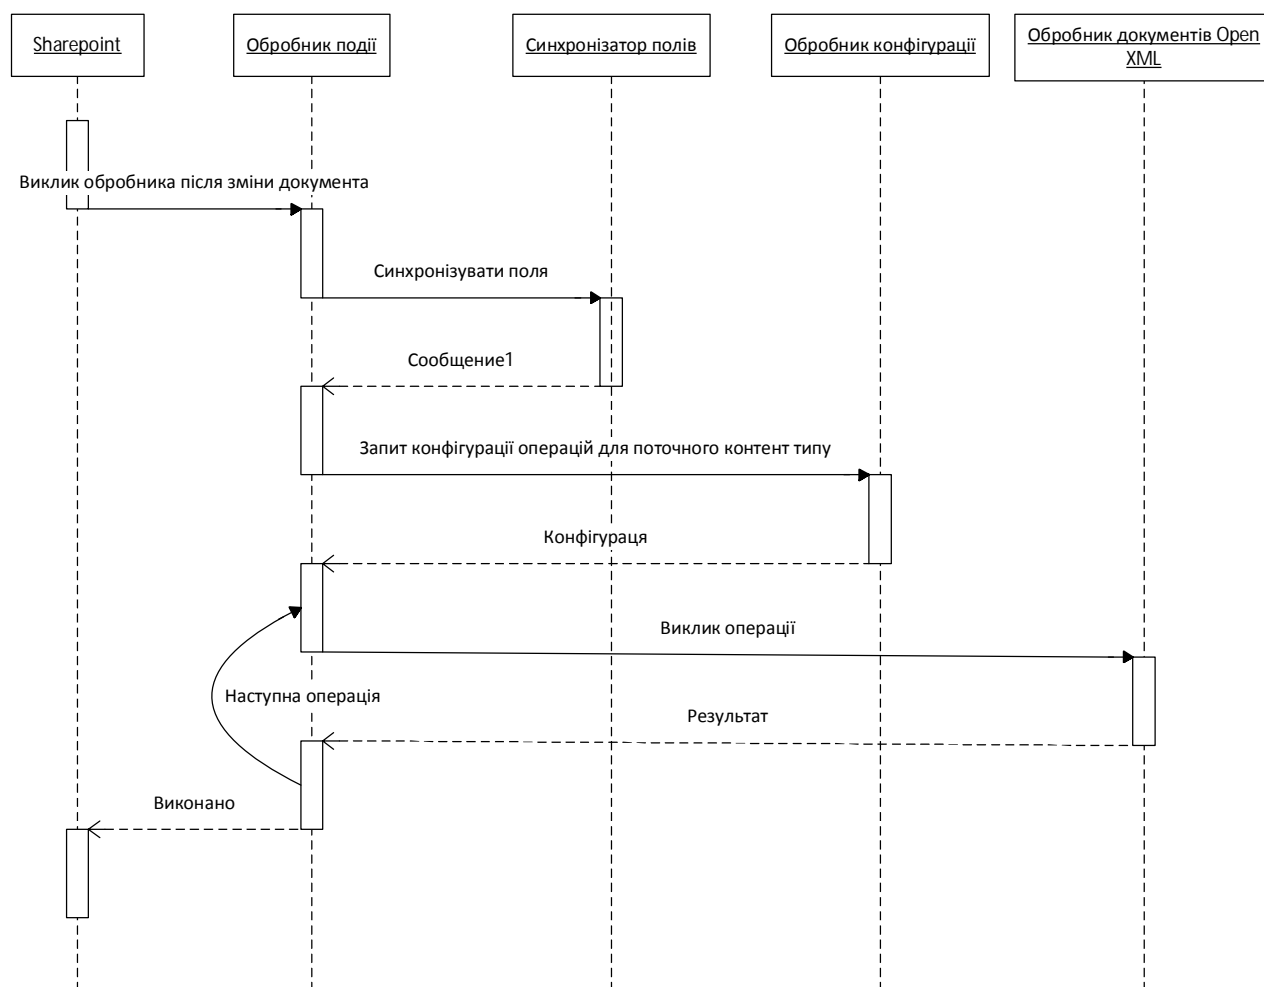 Sharepoint
Обробник події
Синхронізатор полів
Обробник конфігурації
Обробник документів Open
XML
Виклик обробника після зміни документа
Синхронізувати поля
Сообщение1
Запит конфігурації операцій для поточного контент типу
Конфігураця
Виклик операції
Наступна операція
Результат
Виконано